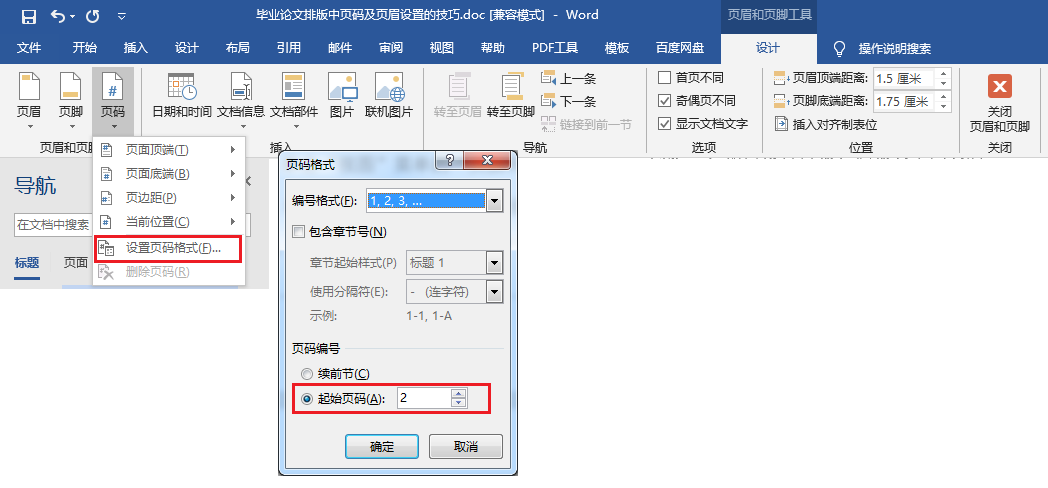 毕业论文排版中页码及页眉设置的技巧.doc [兼容模式] - Word
页眉和页脚工具
文件 开始 插入 设计 布局 引用 邮件 审阅 视图 帮助 PDF工具 模板 百度网盘 设计 操作说明搜索
页眉 页脚 页码 日期和时间 文档信息 文档部件 图片 联机图片 转至页眉 转至页脚
上一条
下一条
链接到前一节
首页不同
奇偶页不同
显示文档文字
页眉顶端距离: 1.5 厘米
页脚底端距离: 1.75 厘米
插入对齐制表位
关闭
页眉和页脚
页眉和页脚 插入 导航 选项 位置 关闭
页面顶端(T)
页面底端(B)
页边距(P)
当前位置(C)
设置页码格式(F)...
删除页码(R)
导航
在文档中搜索
标题 页面
页码格式
编号格式(F): 1, 2, 3, ...
包含章节号(N)
章节起始样式(P) 标题 1
使用分隔符(E): - (连字符)
示例: 1-1, 1-A
页码编号
续前节(C)
起始页码(A): 2
确定 取消